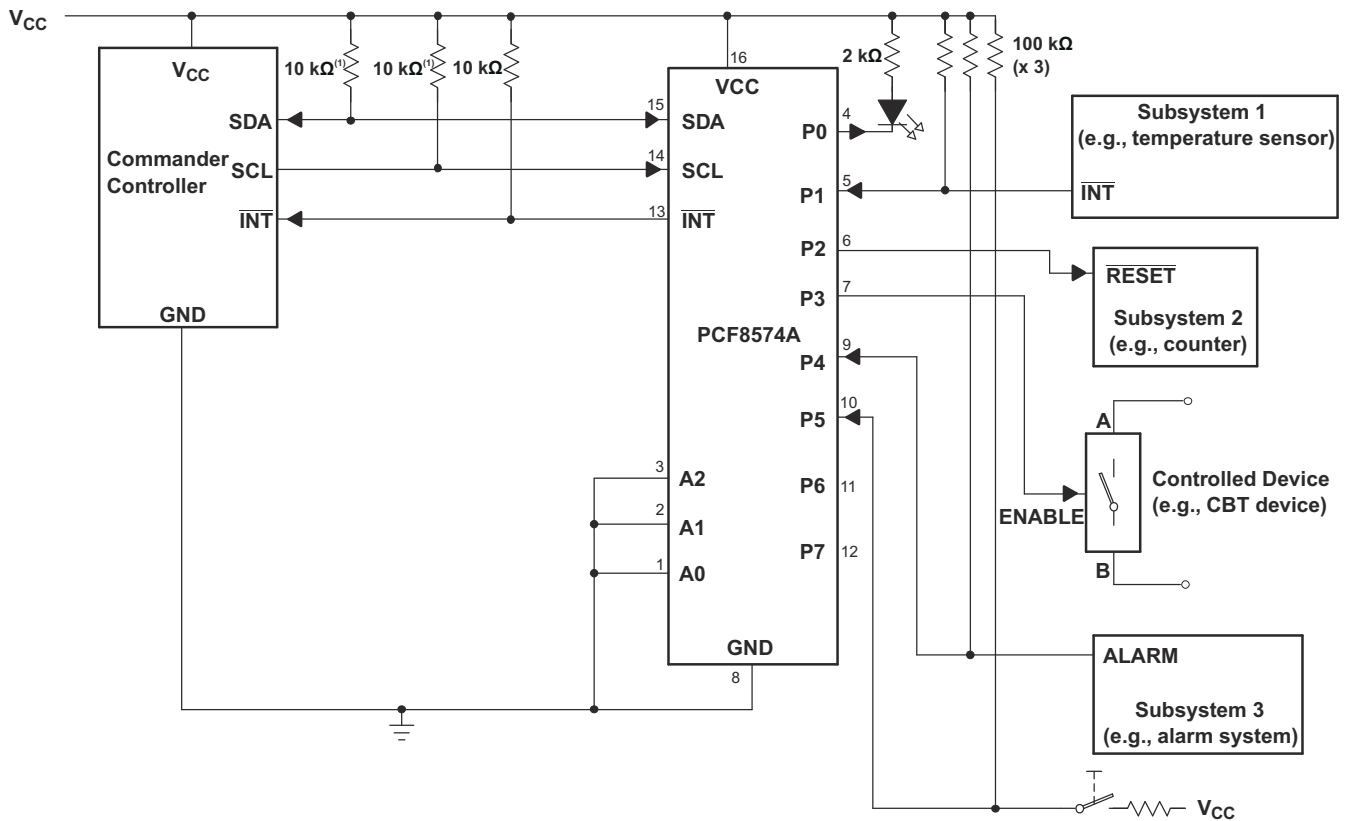 VCC
VCC
SDA
Commander
Controller
SCL
INT
GND
10 kΩ(1)
10 kΩ(1)
10 kΩ
16
VCC
15
SDA
14
SCL
13
INT
PCF8574A
3
A2
2
A1
1
A0
GND
8
P0
4
P1
5
P2
6
P3
7
P4
9
P5
10
P6
11
P7
12
2 kΩ
100 kΩ
(x 3)
Subsystem 1
(e.g., temperature sensor)
INT
RESET
Subsystem 2
(e.g., counter)
A
Controlled Device
(e.g., CBT device)
ENABLE
B
ALARM
Subsystem 3
(e.g., alarm system)
VCC